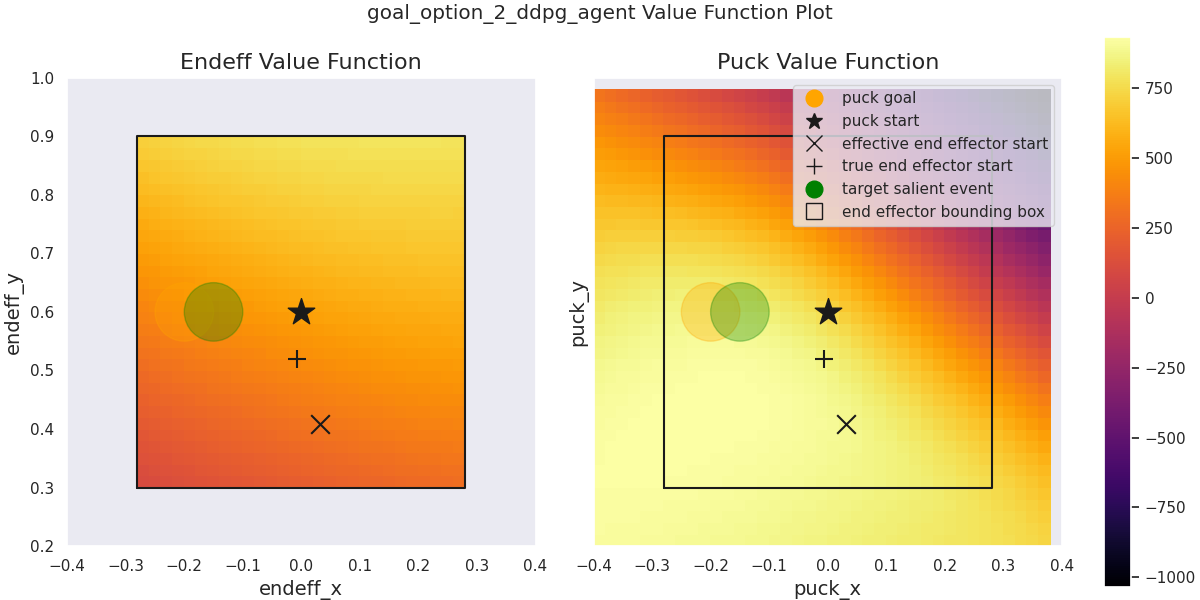 goal_option_2_ddpg_agent Value Function Plot
Endeff Value Function
1.0
0.9
0.8
0.7
0.6
0.5
0.4
0.3
0.2
endeff_y
−0.4 −0.3 −0.2 −0.1 0.0 0.1 0.2 0.3 0.4
endeff_x
Puck Value Function
puck goal
puck start
effective end effector start
true end effector start
target salient event
end effector bounding box
puck_y
−0.4 −0.3 −0.2 −0.1 0.0 0.1 0.2 0.3 0.4
puck_x
750
500
250
0
−250
−500
−750
−1000